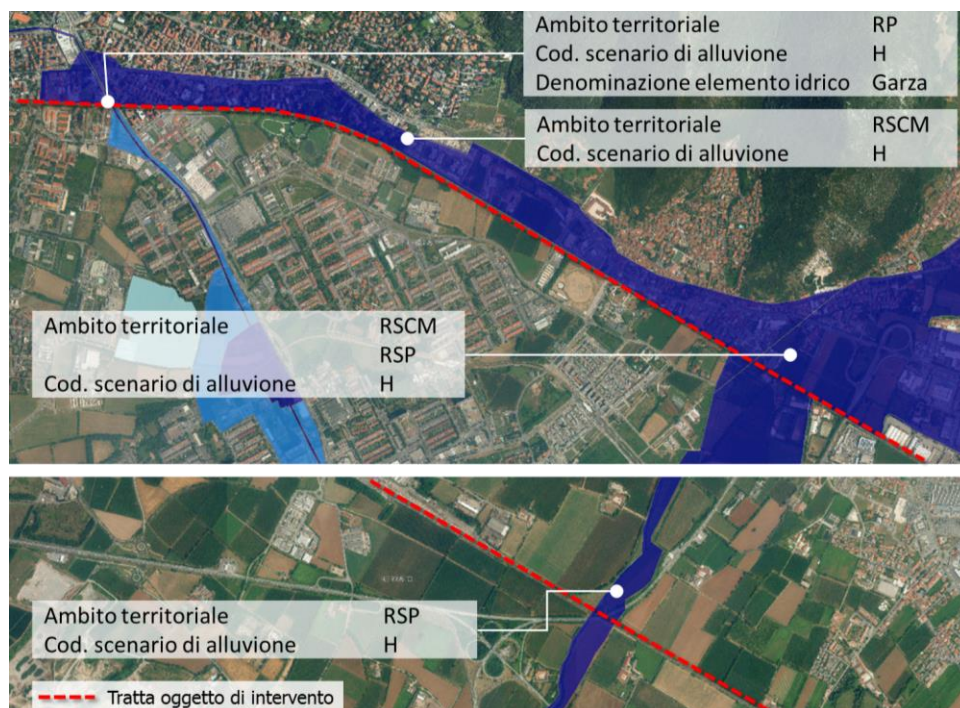 Ambito territoriale RP
Cod. scenario di alluvione H
Denominazione elemento idrico Garza
Ambito territoriale RSCM
Cod. scenario di alluvione H
Ambito territoriale RSCM
RSP
Cod. scenario di alluvione H
Ambito territoriale RSP
Cod. scenario di alluvione H
Tratta oggetto di intervento